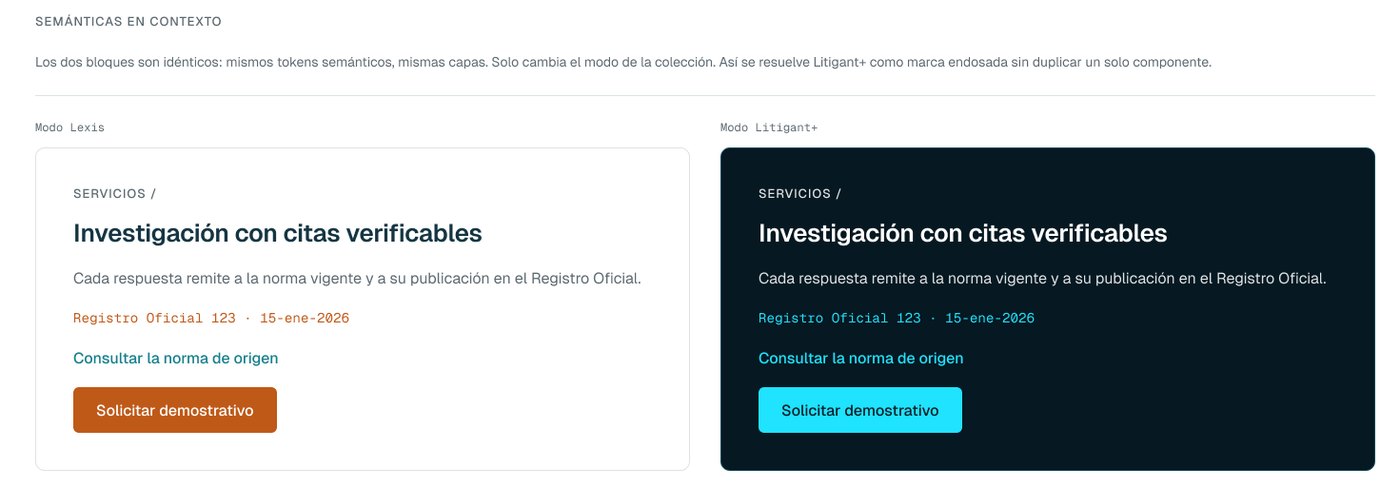 SEMÁNTICAS EN CONTEXTO
Los dos bloques son idénticos: mismos tokens semánticos, mismas capas. Solo cambia el modo de la colección. Así se resuelve Litigant+ como marca endosada sin duplicar un solo componente.
Modo Lexis
SERVICIOS /
Investigación con citas verificables
Cada respuesta remite a la norma vigente y a su publicación en el Registro Oficial.
Registro Oficial 123 · 15-ene-2026
Consultar la norma de origen
Solicitar demostrativo
Modo Litigant+
SERVICIOS /
Investigación con citas verificables
Cada respuesta remite a la norma vigente y a su publicación en el Registro Oficial.
Registro Oficial 123 · 15-ene-2026
Consultar la norma de origen
Solicitar demostrativo